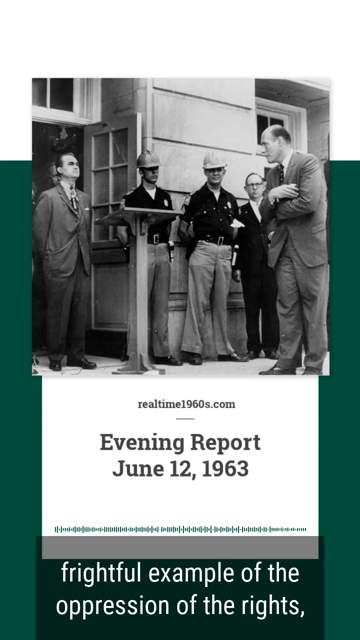 realtime1960s.com
Evening Report
June 12, 1963
frightful example of the
oppression of the rights,